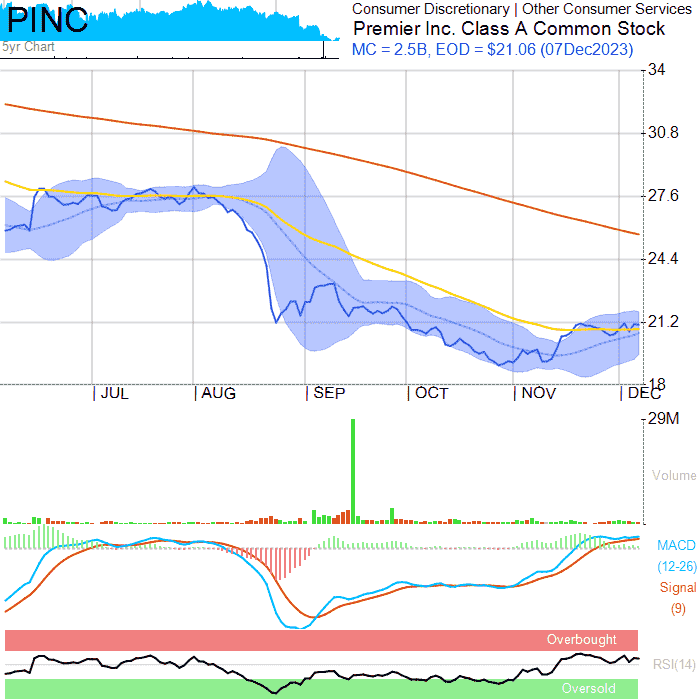 PINC
Consumer Discretionary | Other Consumer Services
Premier Inc. Class A Common Stock
MC = 2.5B, EOD = $21.06 (07Dec2023)
5yr Chart
34
30.8
27.6
24.4
21.2
18
JUL
AUG
SEP
OCT
NOV
DEC
29M
Volume
MACD
(12-26)
Signal
(9)
Overbought
RSI(14)
Oversold